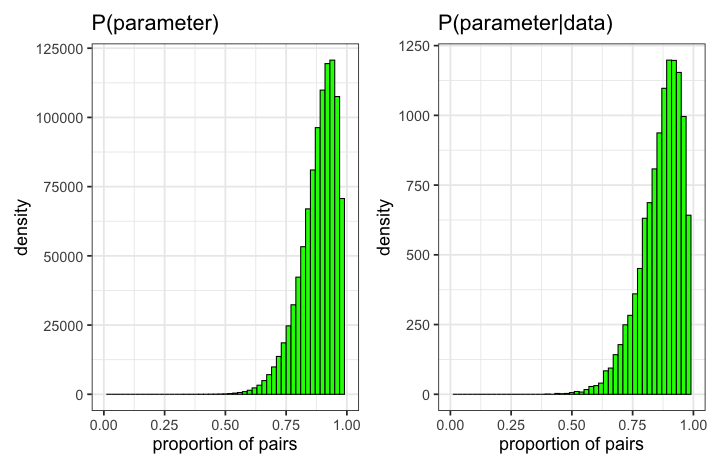 P(parameter)
density
125000
100000
75000
50000
25000
0
0.00 0.25 0.50 0.75 1.00
proportion of pairs
P(parameter|data)
density
1250
1000
750
500
250
0
0.00 0.25 0.50 0.75 1.00
proportion of pairs